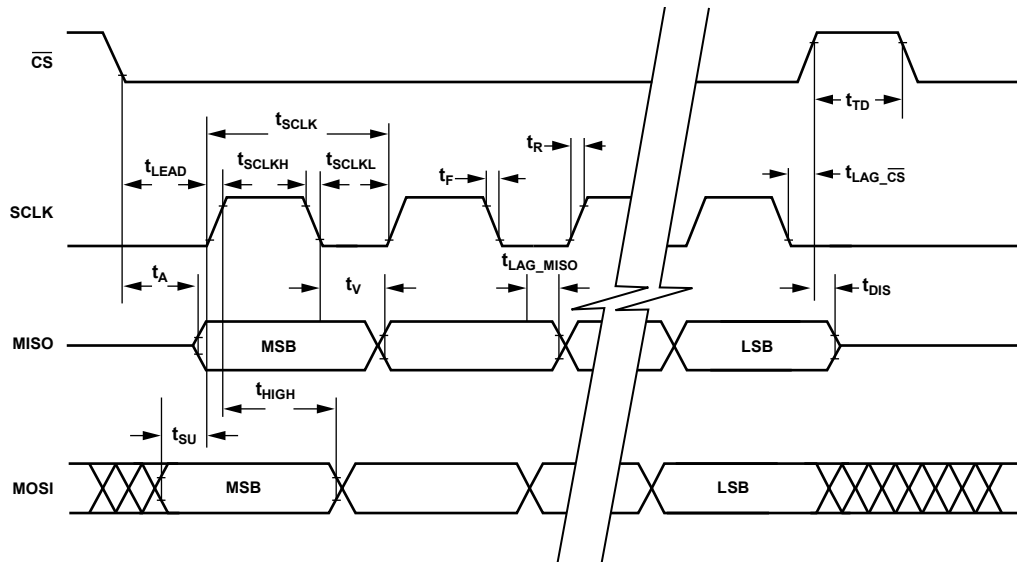 CS
tTD
tSCLK
tR
tLEAD
tSCLKH
tSCLKL
tF
tLAG_CS
SCLK
tLAG_MISO
tA
tV
tDIS
MISO
MSB
LSB
tHIGH
tSU
MOSI
MSB
LSB